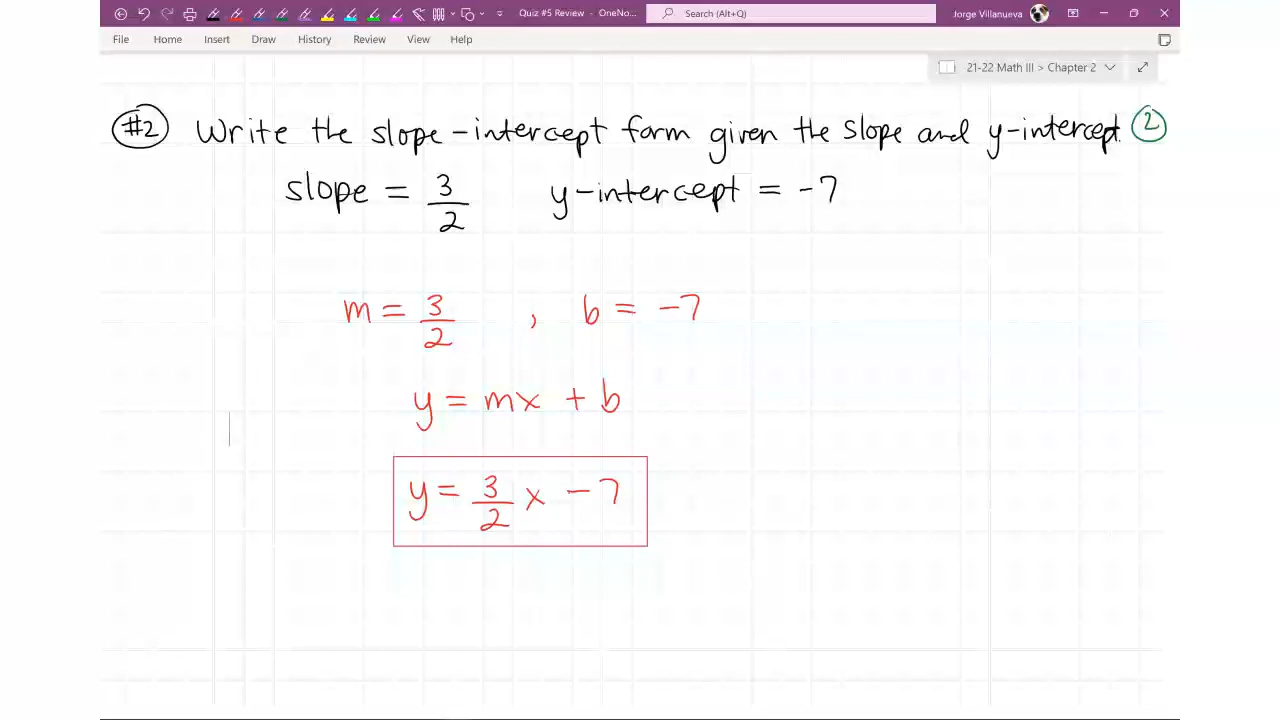 Quiz #5 Review - OneNo...
Search (Alt+Q)
Jorge Villanueva
File Home Insert Draw History Review View Help
21-22 Math III > Chapter 2
#2 Write the slope-intercept form given the slope and y-intercept. 2
slope = 3/2 y-intercept = -7
m = 3/2 , b = -7
y = mx + b
y = 3/2 x - 7